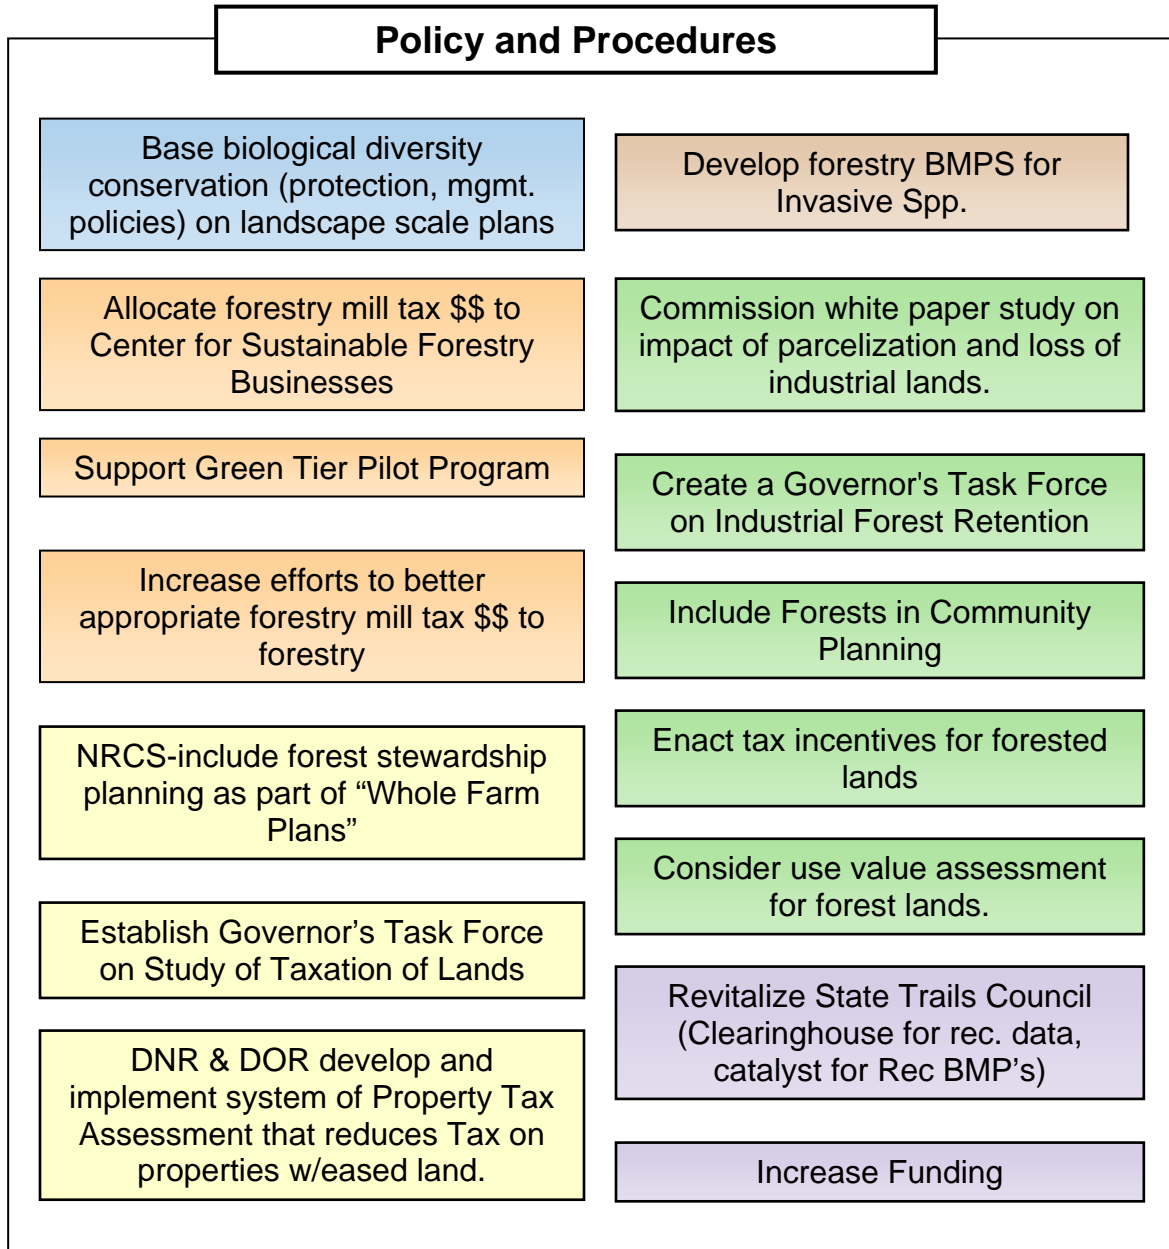 Policy and Procedures
Base biological diversity
conservation (protection, mgmt.
policies) on landscape scale plans
Allocate forestry mill tax $$ to
Center for Sustainable Forestry
Businesses
Support Green Tier Pilot Program
Increase efforts to better
appropriate forestry mill tax $$ to
forestry
NRCS-include forest stewardship
planning as part of “Whole Farm
Plans”
Establish Governor’s Task Force
on Study of Taxation of Lands
DNR & DOR develop and
implement system of Property Tax
Assessment that reduces Tax on
properties w/eased land.
Develop forestry BMPS for
Invasive Spp.
Commission white paper study on
impact of parcelization and loss of
industrial lands.
Create a Governor's Task Force
on Industrial Forest Retention
Include Forests in Community
Planning
Enact tax incentives for forested
lands
Consider use value assessment
for forest lands.
Revitalize State Trails Council
(Clearinghouse for rec. data,
catalyst for Rec BMP’s)
Increase Funding